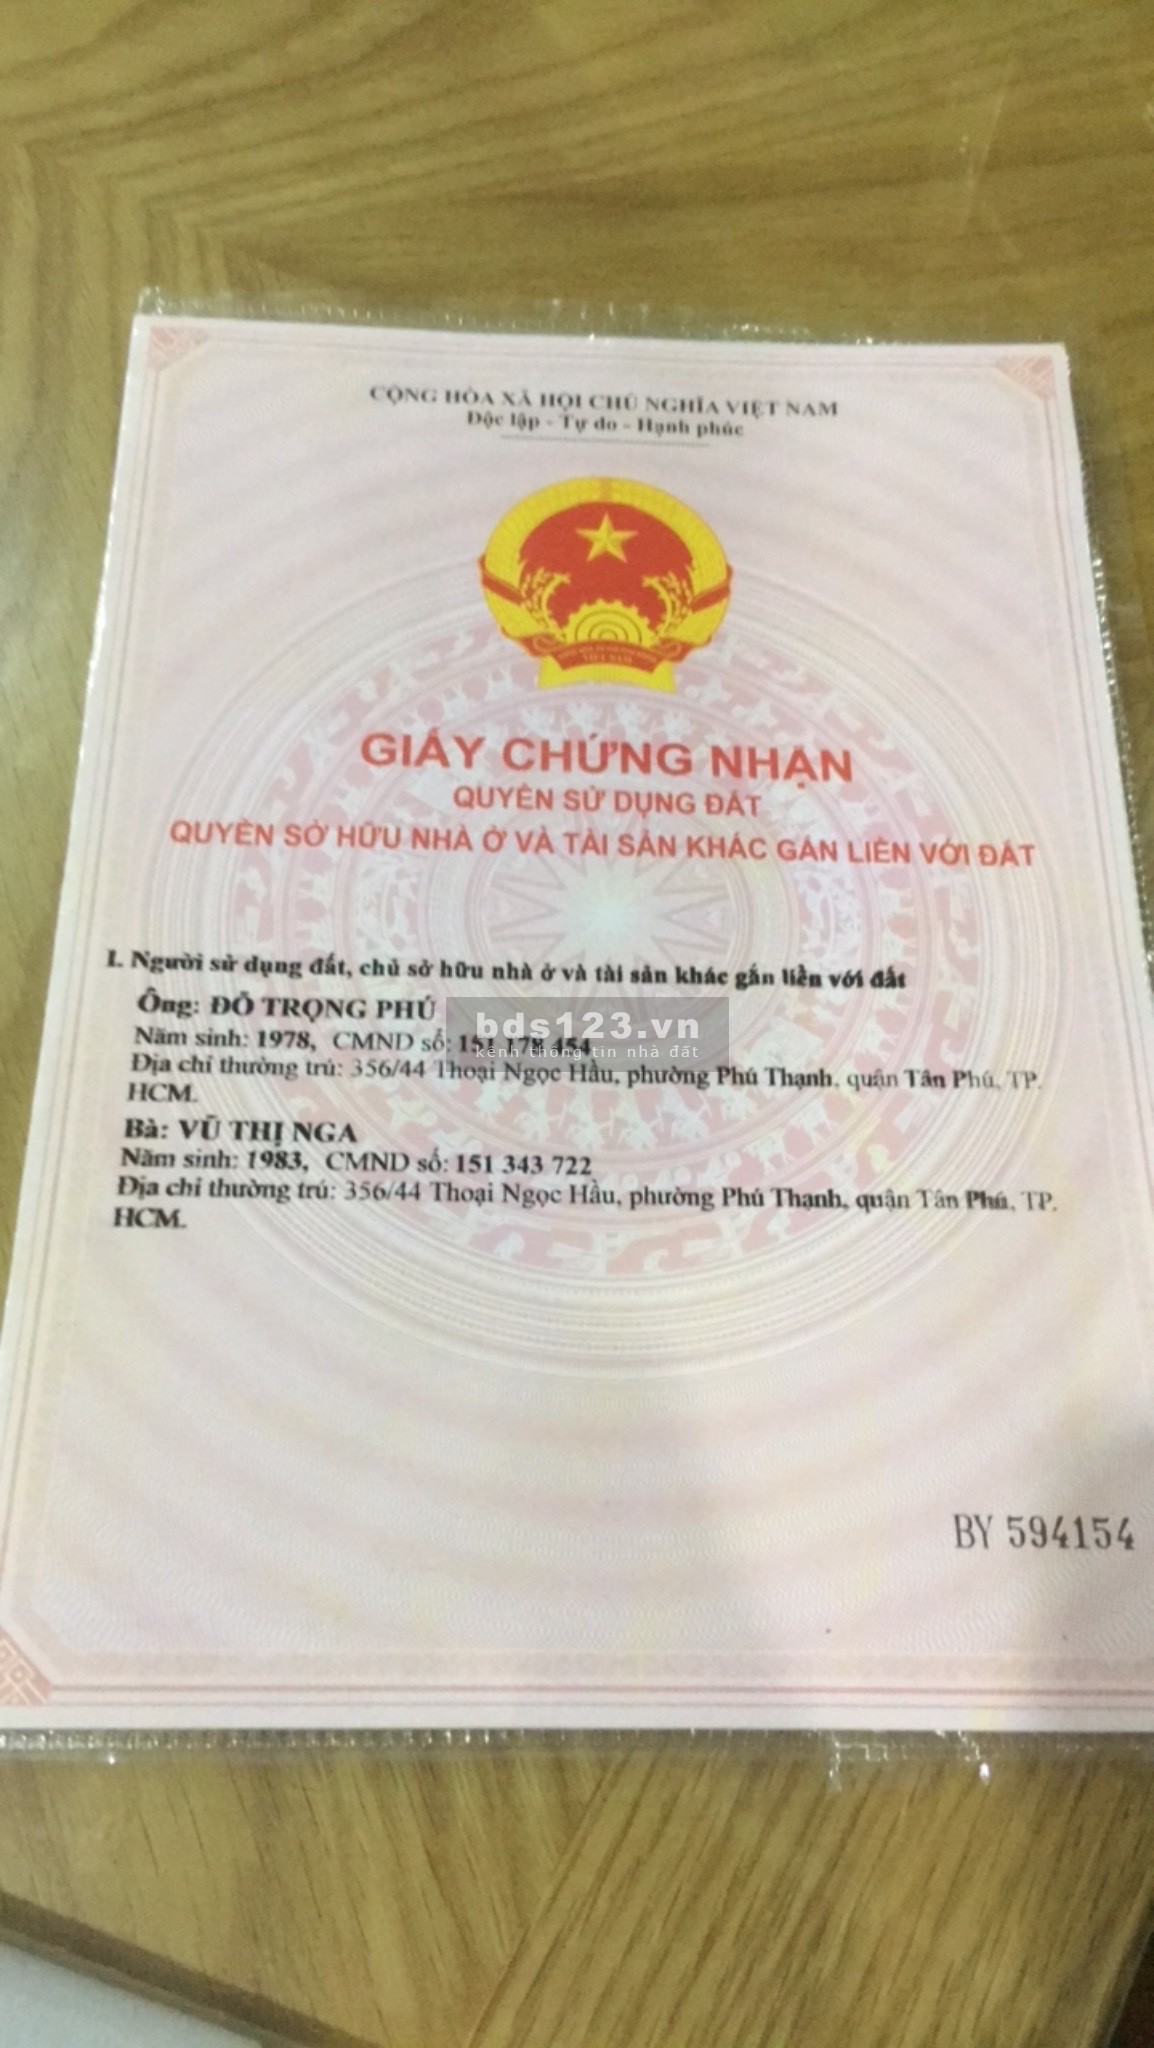 CỘNG HÒA XÃ HỘI CHỦ NGHĨA VIỆT NAM
Độc lập - Tự do - Hạnh phúc
GIẤY CHỨNG NHẬN
QUYỀN SỬ DỤNG ĐẤT
QUYỀN SỞ HỮU NHÀ Ở VÀ TÀI SẢN KHÁC GẮN LIỀN VỚI ĐẤT
I. Người sử dụng đất, chủ sở hữu nhà ở và tài sản khác gắn liền với đất
Ông: ĐỖ TRỌNG PHÚ
bds123.vn
Năm sinh: 1978, CMND số: 151 178 454
kênh thông tin nhà đất
Địa chỉ thường trú: 356/44 Thoại Ngọc Hầu, phường Phú Thạnh, quận Tân Phú, TP.
HCM.
Bà: VŨ THỊ NGA
Năm sinh: 1983, CMND số: 151 343 722
Địa chỉ thường trú: 356/44 Thoại Ngọc Hầu, phường Phú Thạnh, quận Tân Phú, TP.
HCM.
BY 594154